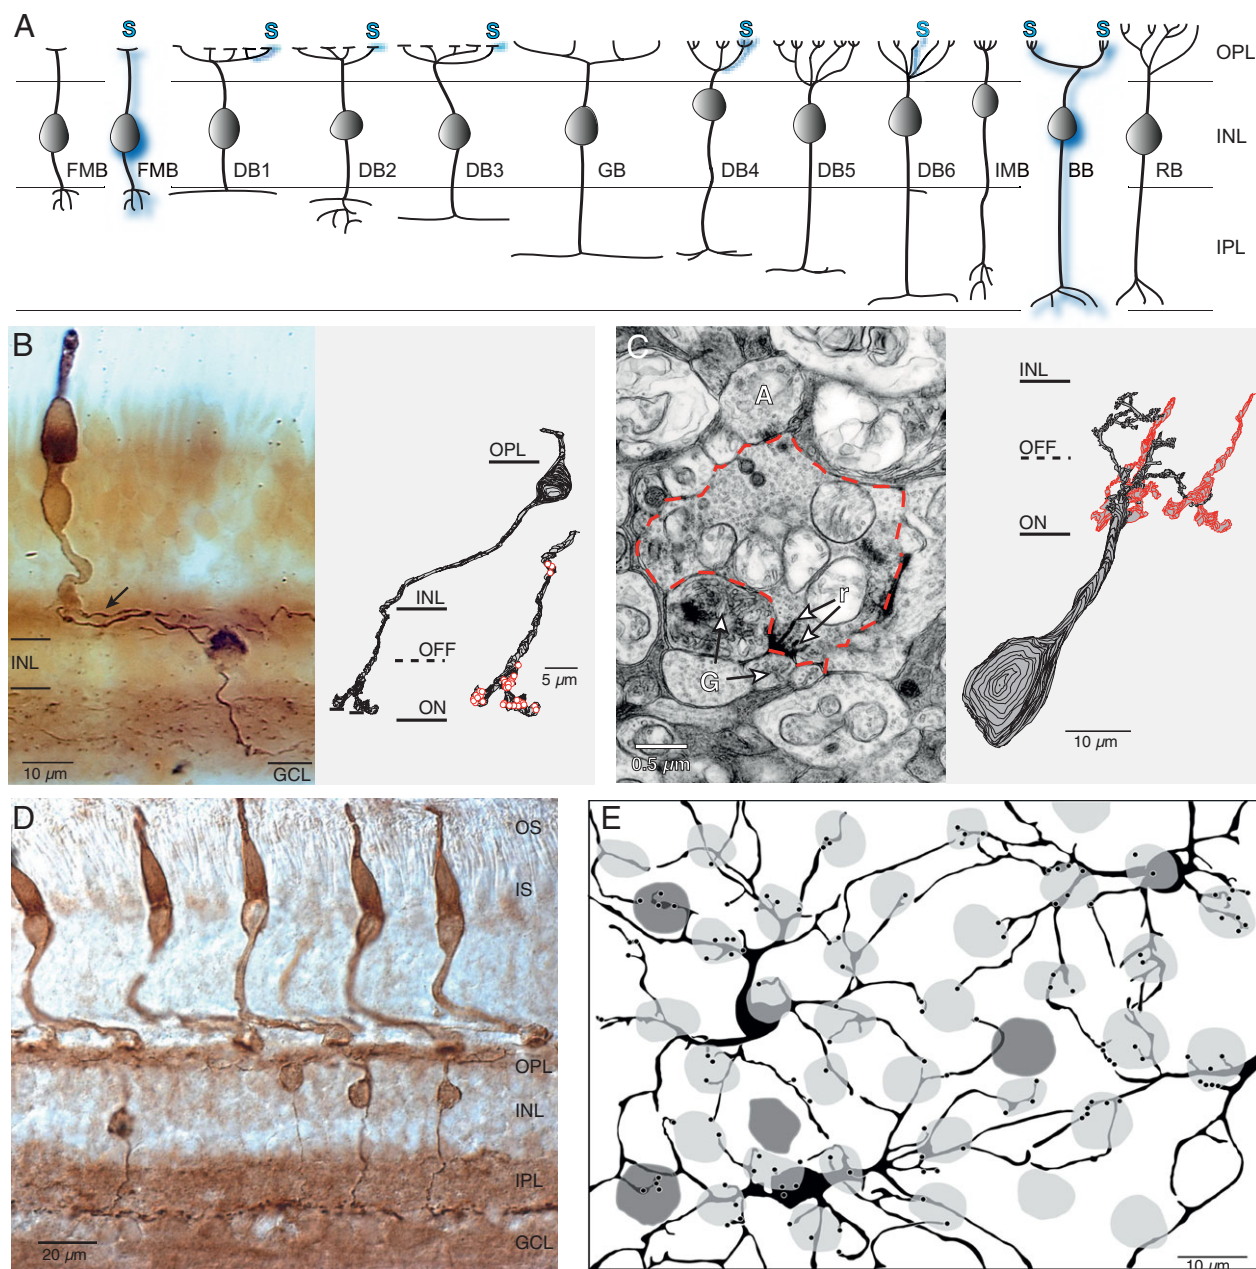 A
S S S S S S S S
OPL
INL
FMB FMB DB1 DB2 DB3 GB DB4 DB5 DB6 IMB BB RB
IPL
B
OPL
INL
OFF
5 µm
ON
INL
10 µm
GCL
C
A
r
G
0.5 µm
INL
OFF
ON
10 µm
D
OS
IS
OPL
INL
IPL
GCL
20 µm
E
10 µm